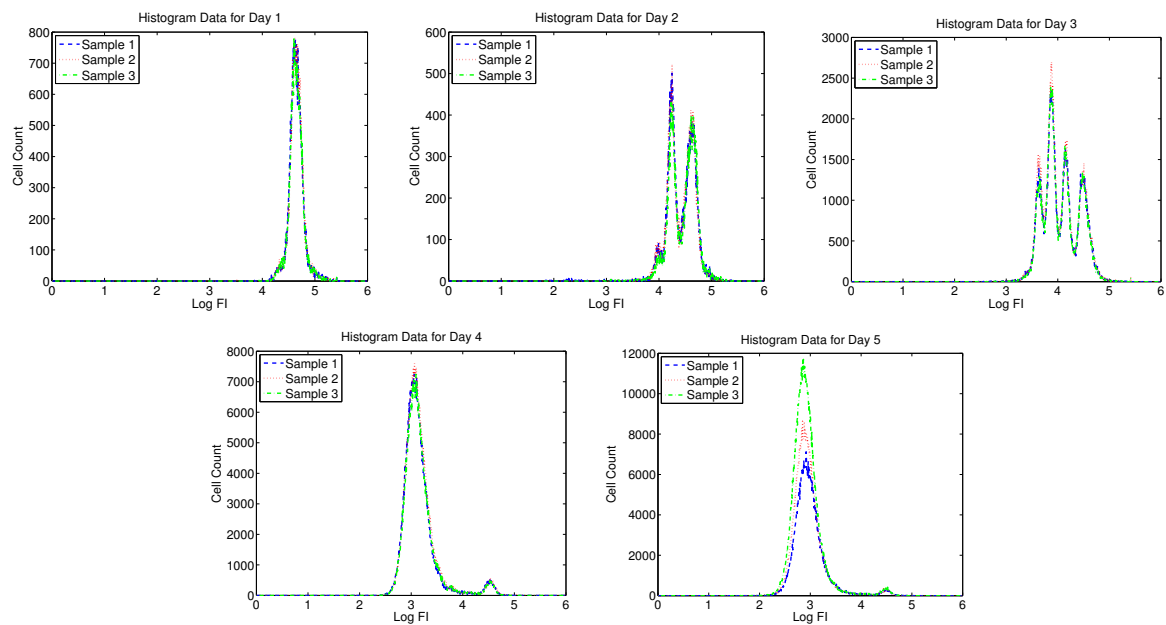 Histogram Data for Day 1
800
700
600
500
400
300
200
100
0
Cell Count
Sample 1
Sample 2
Sample 3
0 1 2 3 4 5 6
Log FI
Histogram Data for Day 2
600
500
400
300
200
100
0
Cell Count
Sample 1
Sample 2
Sample 3
0 1 2 3 4 5 6
Log FI
Histogram Data for Day 3
3000
2500
2000
1500
1000
500
0
Cell Count
Sample 1
Sample 2
Sample 3
0 1 2 3 4 5 6
Log FI
Histogram Data for Day 4
8000
7000
6000
5000
4000
3000
2000
1000
0
Cell Count
Sample 1
Sample 2
Sample 3
0 1 2 3 4 5 6
Log FI
Histogram Data for Day 5
12000
10000
8000
6000
4000
2000
0
Cell Count
Sample 1
Sample 2
Sample 3
0 1 2 3 4 5 6
Log FI